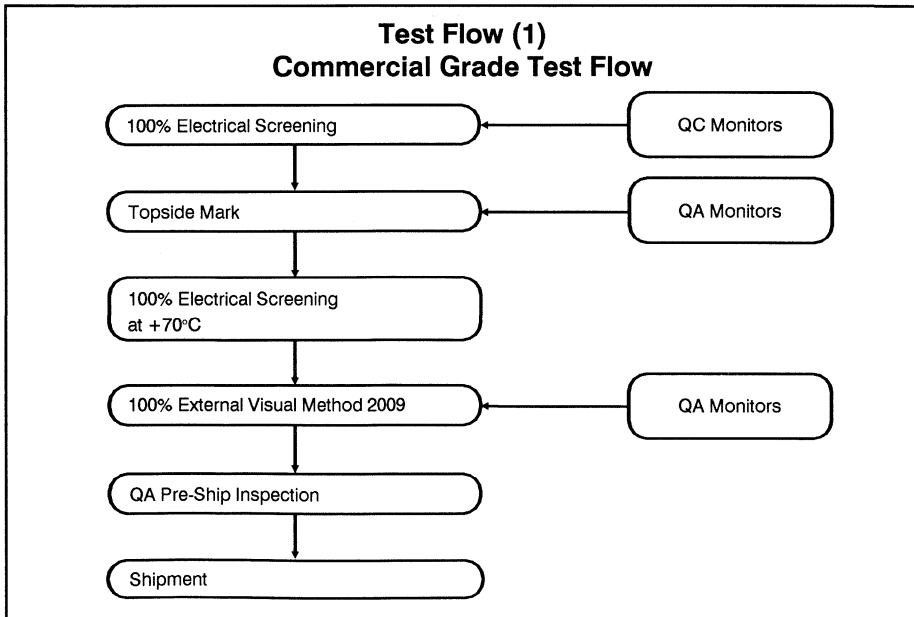 Test Flow (1)
Commercial Grade Test Flow
100% Electrical Screening
QC Monitors
Topside Mark
QA Monitors
100% Electrical Screening
at +70°C
100% External Visual Method 2009
QA Monitors
QA Pre-Ship Inspection
Shipment